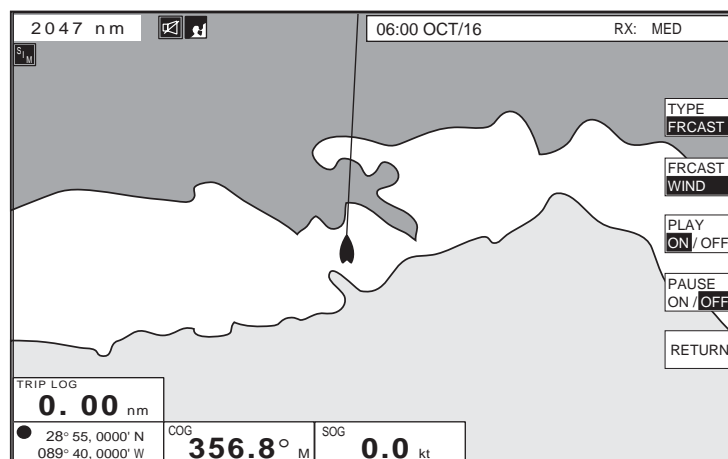 2047 nm
06:00 OCT/16 RX: MED
SIM
TYPE
FRCAST
FRCAST
WIND
PLAY
ON / OFF
PAUSE
ON / OFF
RETURN
TRIP LOG
0. 00 nm
28° 55, 0000' N
089° 40, 0000' W
COG
356.8° M
SOG
0.0 kt